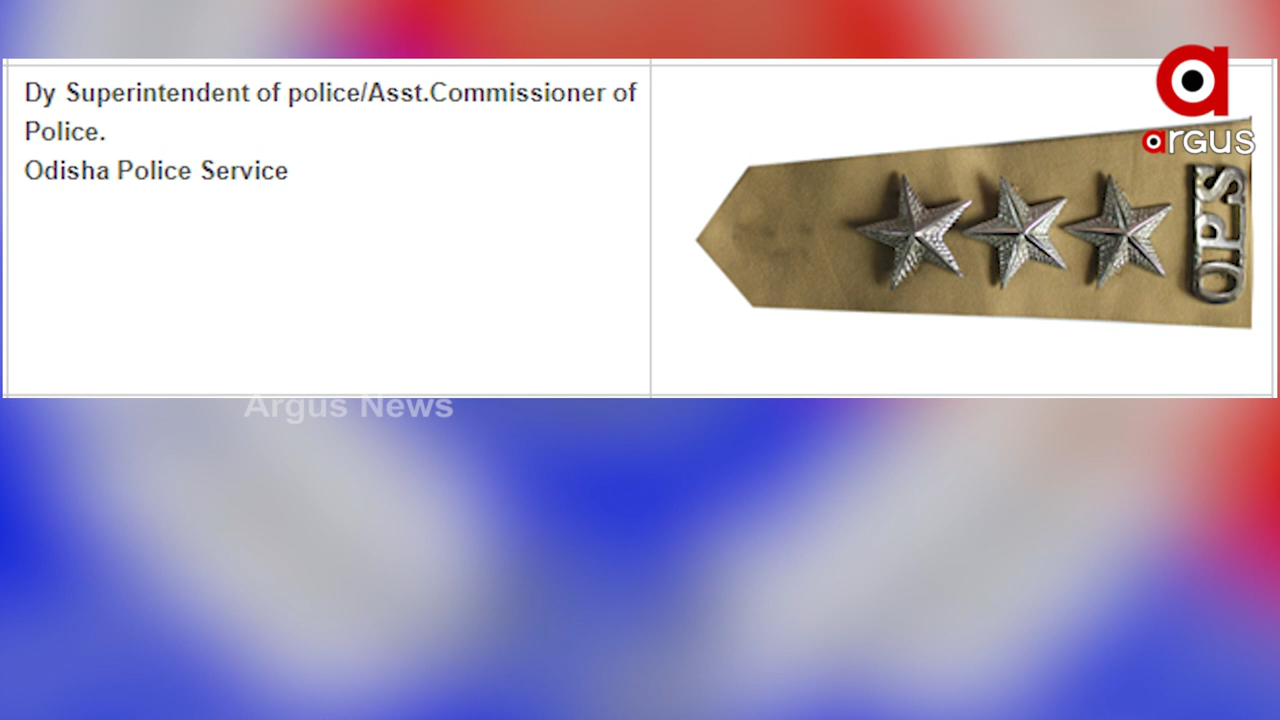 Dy Superintendent of police/Asst.Commissioner of
Police.
Odisha Police Service
OPS
argus
Argus News